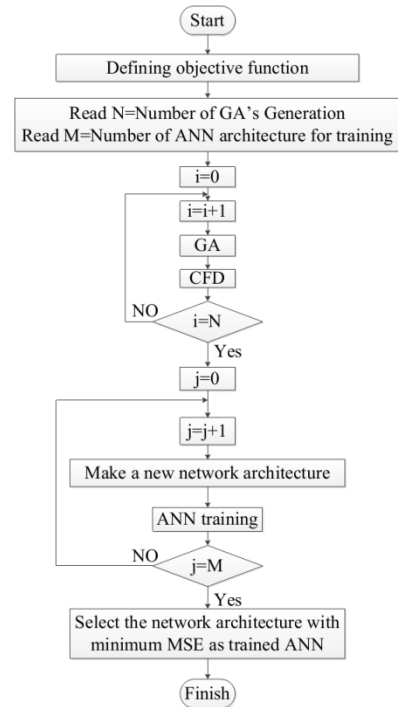 Start
Defining objective function
Read N=Number of GA's Generation
Read M=Number of ANN architecture for training
i=0
i=i+1
GA
CFD
NO
i=N
Yes
j=0
j=j+1
Make a new network architecture
ANN training
NO
j=M
Yes
Select the network architecture with
minimum MSE as trained ANN
Finish